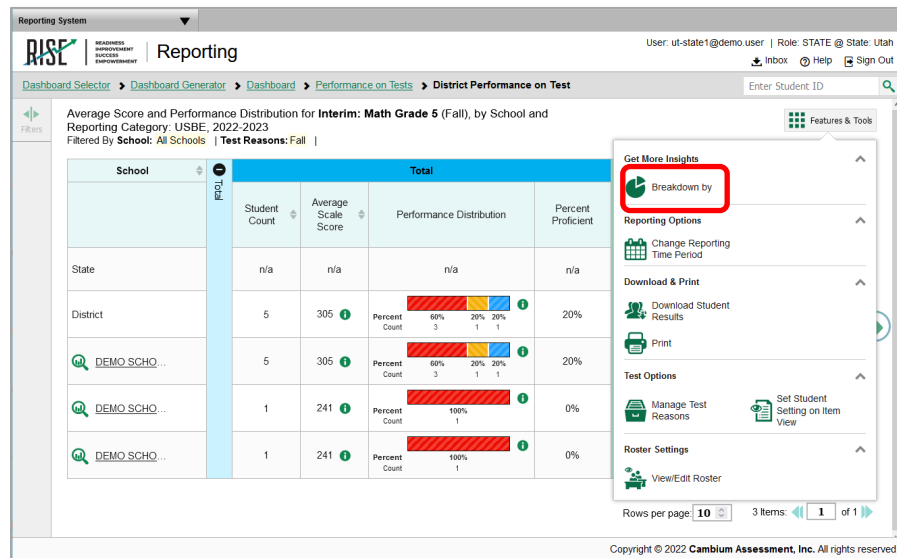 Reporting System
RISE
READINESS
IMPROVEMENT
SUCCESS
EMPOWERMENT
Reporting
User: ut-state1@demo.user | Role: STATE @ State: Utah
Inbox Help Sign Out
Dashboard Selector Dashboard Generator Dashboard Performance on Tests District Performance on Test
Enter Student ID
Filters
Average Score and Performance Distribution for Interim: Math Grade 5 (Fall), by School and
Reporting Category: USBE, 2022-2023
Filtered By School: All Schools | Test Reasons: Fall |
Features & Tools
School
Total
Total
Student Count
Average Scale Score
Performance Distribution
Percent Proficient
State n/a n/a n/a n/a
District 5 305 Percent 60% 20% 20% 20%
Count 3 1 1
DEMO SCHO... 5 305 Percent 60% 20% 20% 20%
Count 3 1 1
DEMO SCHO... 1 241 Percent 100% 0%
Count 1
DEMO SCHO... 1 241 Percent 100% 0%
Count 1
Get More Insights
Breakdown by
Reporting Options
Change Reporting
Time Period
Download & Print
Download Student
Results
Print
Test Options
Manage Test
Reasons
Set Student
Setting on Item
View
Roster Settings
View/Edit Roster
Rows per page: 10 3 Items: 1 of 1
Copyright © 2022 Cambium Assessment, Inc. All rights reserved